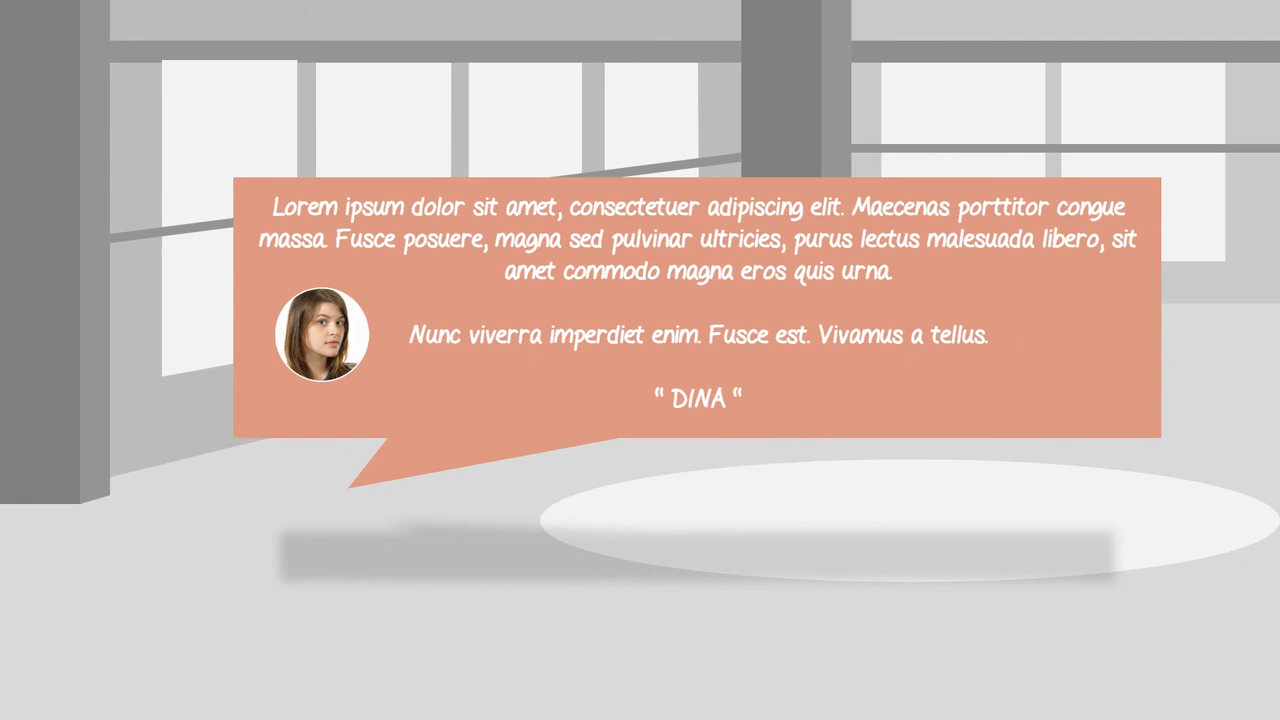 Lorem ipsum dolor sit amet, consectetuer adipiscing elit. Maecenas porttitor congue
massa. Fusce posuere, magna sed pulvinar ultricies, purus lectus malesuada libero, sit
amet commodo magna eros quis urna.
Nunc viverra imperdiet enim. Fusce est. Vivamus a tellus.
“ DINA “